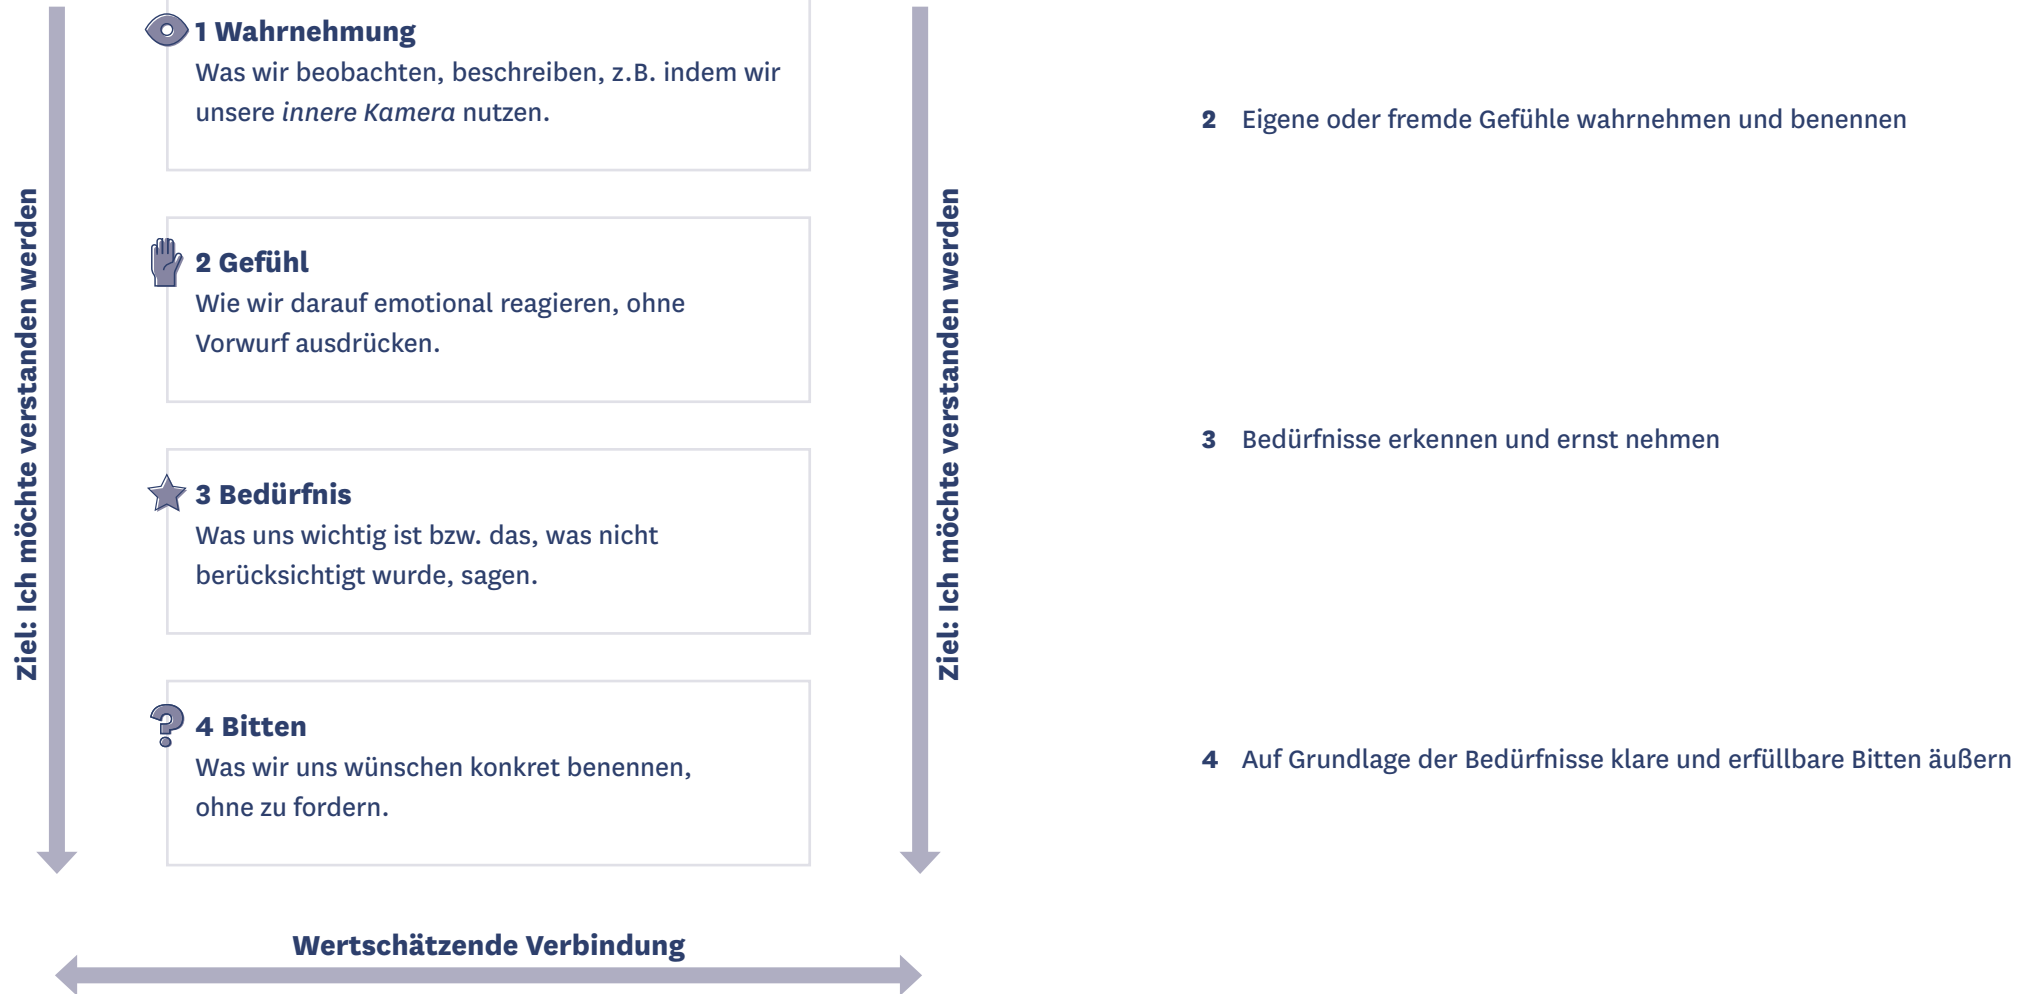 Ziel: Ich möchte verstanden werden
1 Wahrnehmung
Was wir beobachten, beschreiben, z.B. indem wir
unsere innere Kamera nutzen.
2 Gefühl
Wie wir darauf emotional reagieren, ohne
Vorwurf ausdrücken.
3 Bedürfnis
Was uns wichtig ist bzw. das, was nicht
berücksichtigt wurde, sagen.
4 Bitten
Was wir uns wünschen konkret benennen,
ohne zu fordern.
Ziel: Ich möchte verstanden werden
Wertschätzende Verbindung
2 Eigene oder fremde Gefühle wahrnehmen und benennen
3 Bedürfnisse erkennen und ernst nehmen
4 Auf Grundlage der Bedürfnisse klare und erfüllbare Bitten äußern